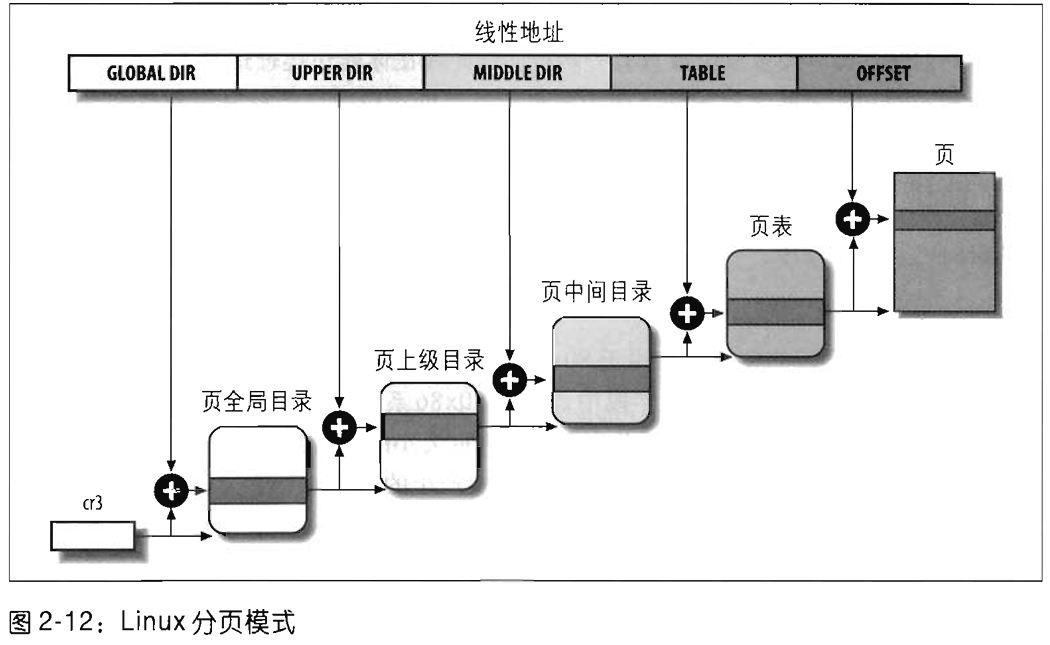 线性地址
GLOBAL DIR UPPER DIR MIDDLE DIR TABLE OFFSET
页
页表
页中间目录
页上级目录
页全局目录
cr3
图 2-12：Linux 分页模式